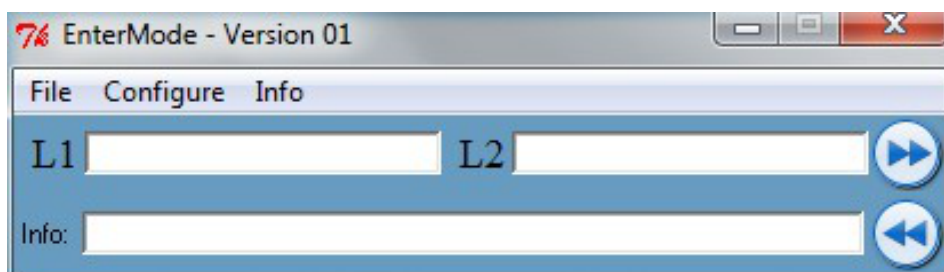 EnterMode - Version 01
File Configure Info
L1 L2
Info: